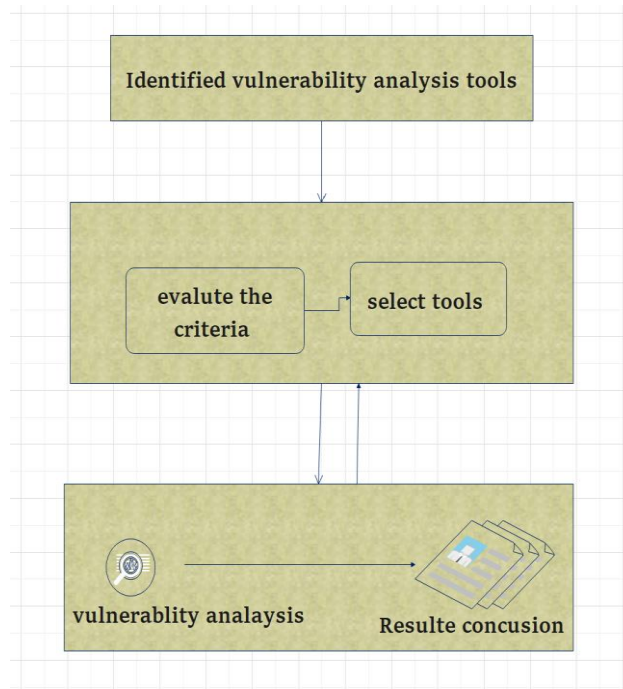 Identified vulnerability analysis tools
evalute the
criteria
select tools
vulnerablity analaysis
Resulte concusion